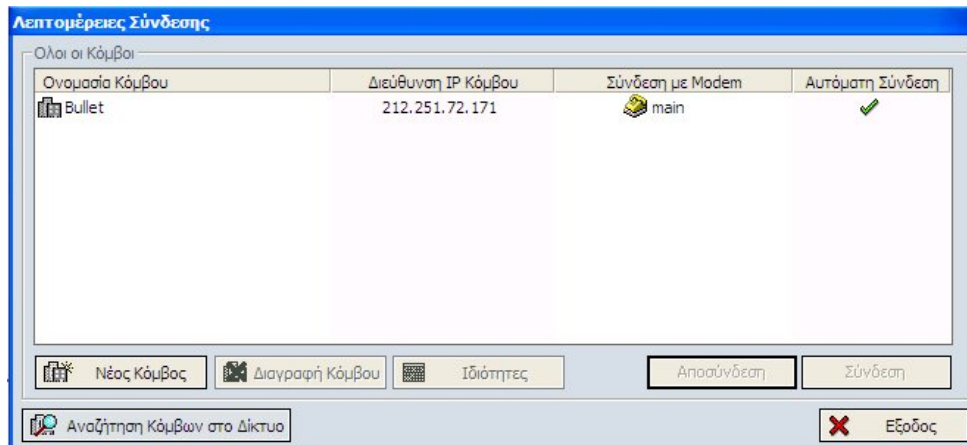 Λεπτομέρειες Σύνδεσης
Ολοι οι Κόμβοι
Ονομασία Κόμβου Διεύθυνση IP Κόμβου Σύνδεση με Modem Αυτόματη Σύνδεση
Bullet 212.251.72.171 main
Νέος Κόμβος Διαγραφή Κόμβου Ιδιότητες Αποσύνδεση Σύνδεση
Αναζήτηση Κόμβων στο Δίκτυο Εξοδος